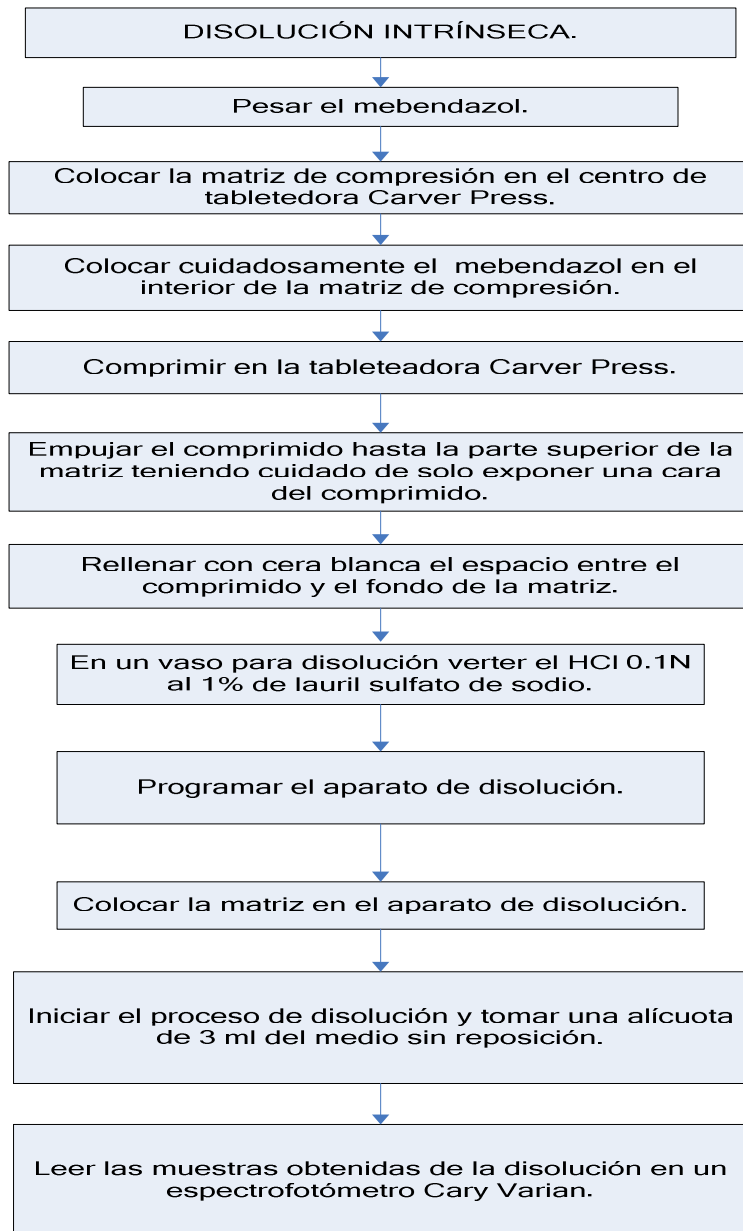 DISOLUCIÓN INTRÍNSECA.
Pesar el mebendazol.
Colocar la matriz de compresión en el centro de
tabletedora Carver Press.
Colocar cuidadosamente el mebendazol en el
interior de la matriz de compresión.
Comprimir en la tableteadora Carver Press.
Empujar el comprimido hasta la parte superior de la
matriz teniendo cuidado de solo exponer una cara
del comprimido.
Rellenar con cera blanca el espacio entre el
comprimido y el fondo de la matriz.
En un vaso para disolución verter el HCl 0.1N
al 1% de lauril sulfato de sodio.
Programar el aparato de disolución.
Colocar la matriz en el aparato de disolución.
Iniciar el proceso de disolución y tomar una alícuota
de 3 ml del medio sin reposición.
Leer las muestras obtenidas de la disolución en un
espectrofotómetro Cary Varian.